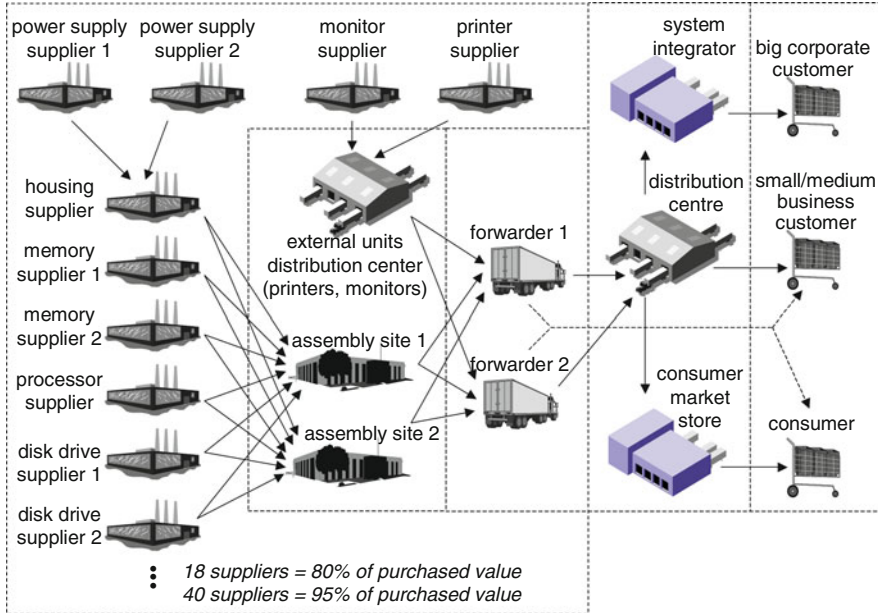 power supply
supplier 1
power supply
supplier 2
monitor
supplier
printer
supplier
system
integrator
big corporate
customer
housing
supplier
memory
supplier 1
memory
supplier 2
processor
supplier
disk drive
supplier 1
disk drive
supplier 2
external units
distribution center
(printers, monitors)
assembly site 1
assembly site 2
forwarder 1
forwarder 2
distribution
centre
small/medium
business
customer
consumer
market
store
consumer
18 suppliers = 80% of purchased value
40 suppliers = 95% of purchased value